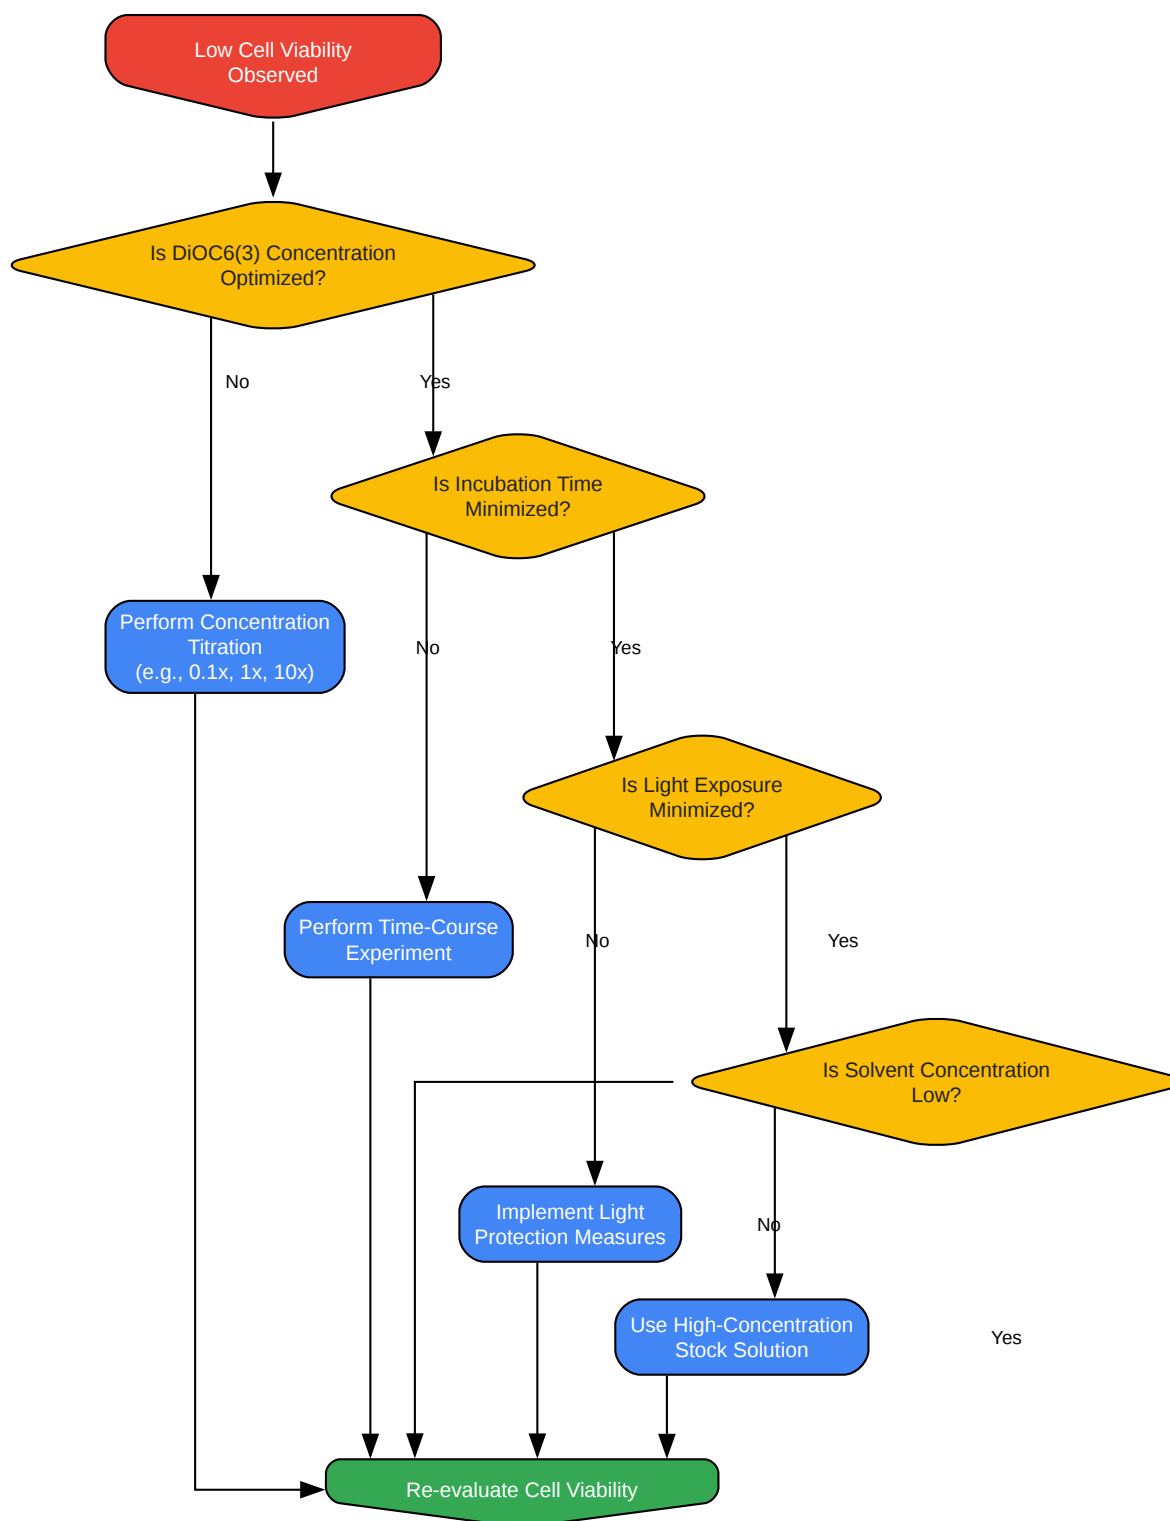 Low Cell Viability
Observed
Is DiOC6(3) Concentration
Optimized?
No
Yes
Is Incubation Time
Minimized?
Perform Concentration
Titration
(e.g., 0.1x, 1x, 10x)
No
Yes
Is Light Exposure
Minimized?
Perform Time-Course
Experiment
No
Yes
Is Solvent Concentration
Low?
Implement Light
Protection Measures
No
Use High-Concentration
Stock Solution
Yes
Re-evaluate Cell Viability